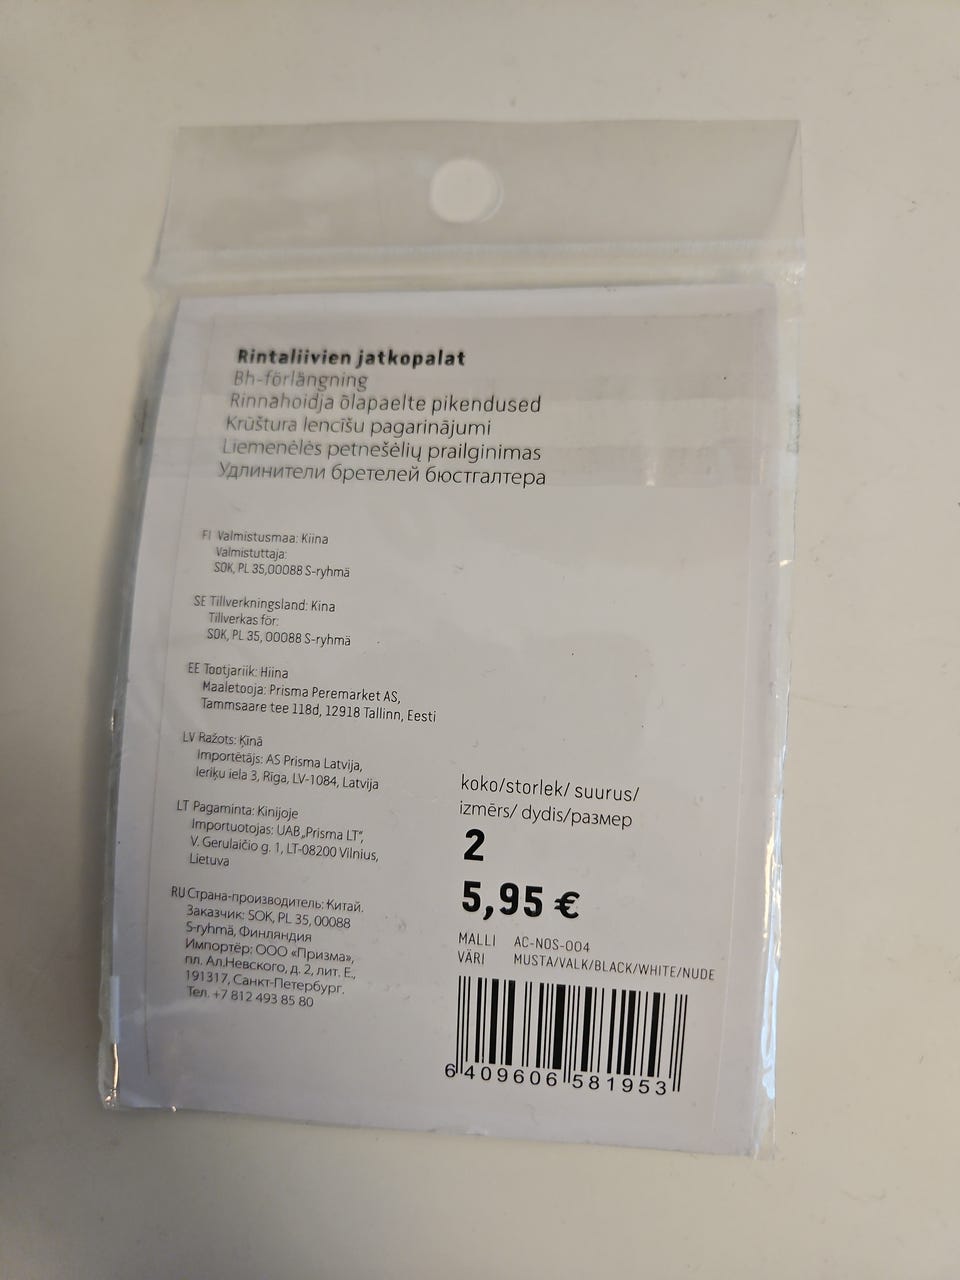 Rintaliivien jatkopalat
Bh-förlängning
Rinnahoidja õlapaelte pikendused
Krūštura lencīšu pagarinājumi
Liemenėlės petnešėlių prailginimas
Удлинители бретелей бюстгалтера
FI Valmistusmaa: Kiina
Valmistuttaja:
SOK, PL 35,00088 S-ryhmä
SE Tillverkningsland: Kina
Tillverkas för:
SOK, PL 35, 00088 S-ryhmä
EE Tootjariik: Hiina
Maaletooja: Prisma Peremarket AS,
Tammsaare tee 118d, 12918 Tallinn, Eesti
LV Ražots: Ķīnā
Importētājs: AS Prisma Latvija,
Ieriķu iela 3, Rīga, LV-1084, Latvija
LT Pagaminta: Kinijoje
Importuotojas: UAB „Prisma LT",
V. Gerulaičio g. 1, LT-08200 Vilnius,
Lietuva
RU Страна-производитель: Китай.
Заказчик: SOK, PL 35, 00088
S-ryhmä, Финляндия
Импортёр: ООО «Призма»,
пл. Ал.Невского, д. 2, лит. Е.,
191317, Санкт-Петербург.
Тел. +7 812 493 85 80
koko/storlek/ suurus/
izmērs/ dydis/размер
2
5,95 €
MALLI AC-NOS-004
VÄRI MUSTA/VALK/BLACK/WHITE/NUDE
6 409606 581953